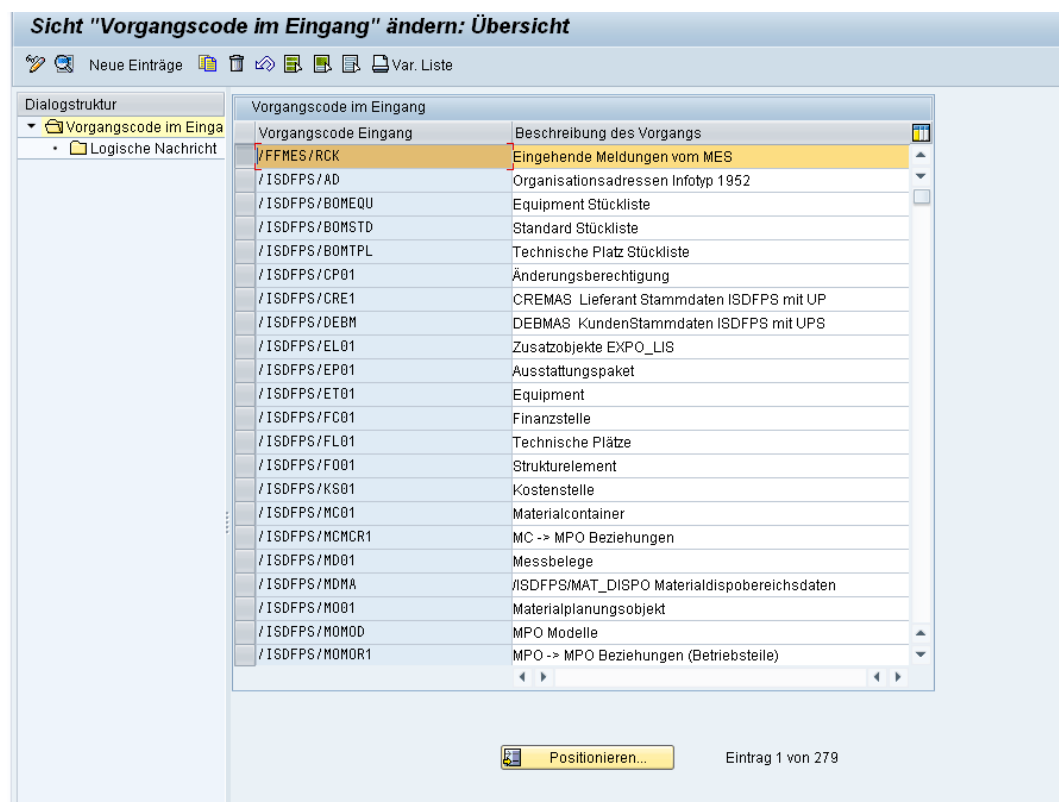 Sicht "Vorgangscode im Eingang" ändern: Übersicht
Neue Einträge Var. Liste
Dialogstruktur
Vorgangscode im Einga
Logische Nachricht
Vorgangscode im Eingang
Vorgangscode Eingang Beschreibung des Vorgangs
/FFMES/RCK Eingehende Meldungen vom MES
/ISDFPS/AD Organisationsadressen Infotyp 1952
/ISDFPS/BOMEQU Equipment Stückliste
/ISDFPS/BOMSTD Standard Stückliste
/ISDFPS/BOMTPL Technische Platz Stückliste
/ISDFPS/CP01 Änderungsberechtigung
/ISDFPS/CRE1 CREMAS Lieferant Stammdaten ISDFPS mit UP
/ISDFPS/DEBM DEBMAS KundenStammdaten ISDFPS mit UPS
/ISDFPS/EL01 Zusatzobjekte EXPO_LIS
/ISDFPS/EP01 Ausstattungspaket
/ISDFPS/ET01 Equipment
/ISDFPS/FC01 Finanzstelle
/ISDFPS/FL01 Technische Plätze
/ISDFPS/FO01 Strukturelement
/ISDFPS/KS01 Kostenstelle
/ISDFPS/MC01 Materialcontainer
/ISDFPS/MCMCR1 MC -> MPO Beziehungen
/ISDFPS/MD01 Messbelege
/ISDFPS/MDMA /ISDFPS/MAT_DISPO Materialdispobereichsdaten
/ISDFPS/MO01 Materialplanungsobjekt
/ISDFPS/MOMOD MPO Modelle
/ISDFPS/MOMOR1 MPO -> MPO Beziehungen (Betriebsteile)
Positionieren... Eintrag 1 von 279